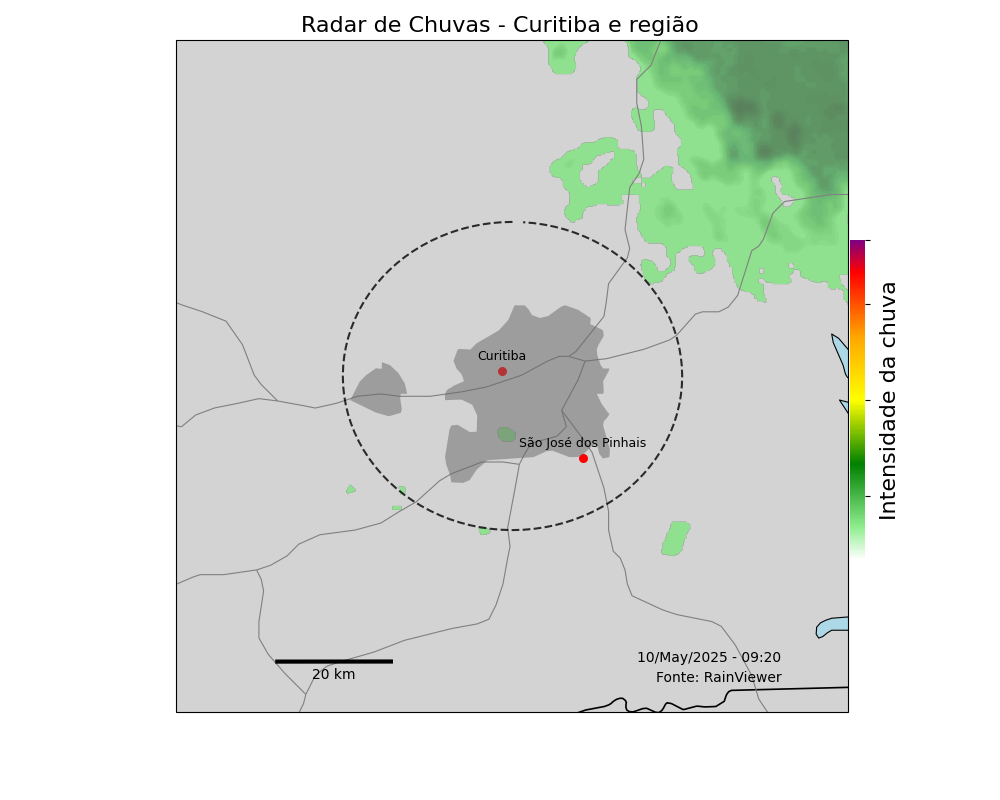 Radar de Chuvas - Curitiba e região
Curitiba
São José dos Pinhais
Intensidade da chuva
20 km
10/May/2025 - 09:20
Fonte: RainViewer